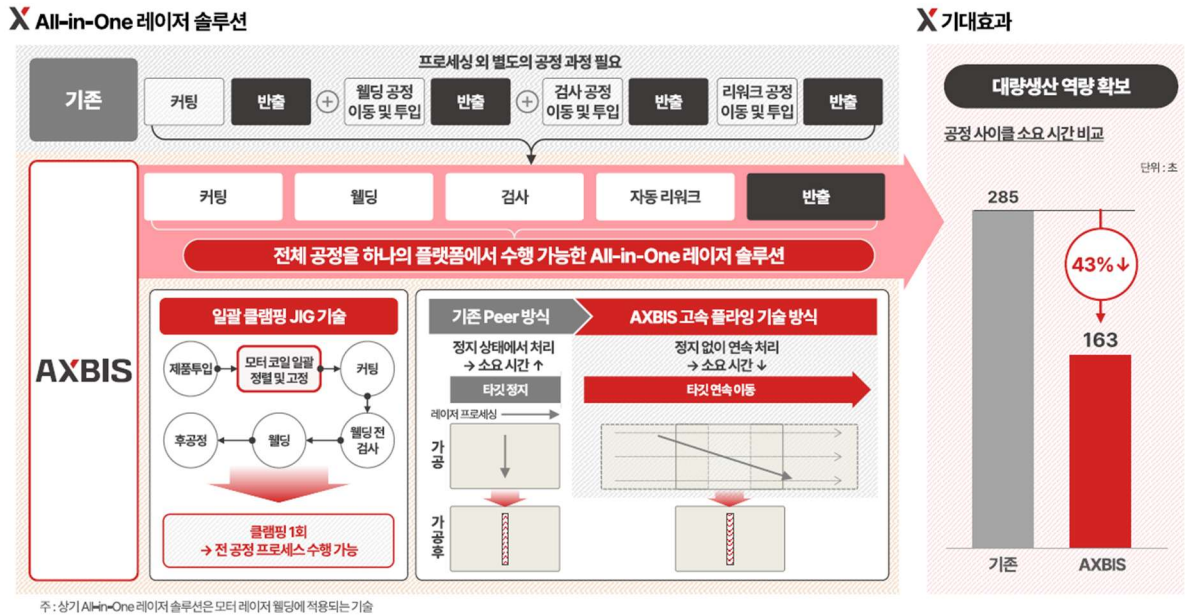 All-in-One 레이저 솔루션
프로세싱 외 별도의 공정 과정 필요
기존
커팅
반출
+
웰딩 공정
이동 및 투입
반출
+
검사 공정
이동 및 투입
반출
리워크 공정
이동 및 투입
반출
커팅
웰딩
검사
자동 리워크
반출
전체 공정을 하나의 플랫폼에서 수행 가능한 All-in-One 레이저 솔루션
AXBIS
일괄 클램핑 JIG 기술
제품투입
모터 코일 일괄
정렬 및 고정
커팅
후공정
웰딩
웰딩 전
검사
클램핑 1회
→ 전 공정 프로세스 수행 가능
기존 Peer 방식
AXBIS 고속 플라잉 기술 방식
정지 상태에서 처리
→ 소요 시간 ↑
정지 없이 연속 처리
→ 소요 시간 ↓
타깃 정지
타깃 연속 이동
레이저 프로세싱
가공
가공후
주 : 상기 All-in-One 레이저 솔루션은 모터 레이저 웰딩에 적용되는 기술
기대효과
대량생산 역량 확보
공정 사이클 소요 시간 비교
단위 : 초
285
43%↓
163
기존
AXBIS